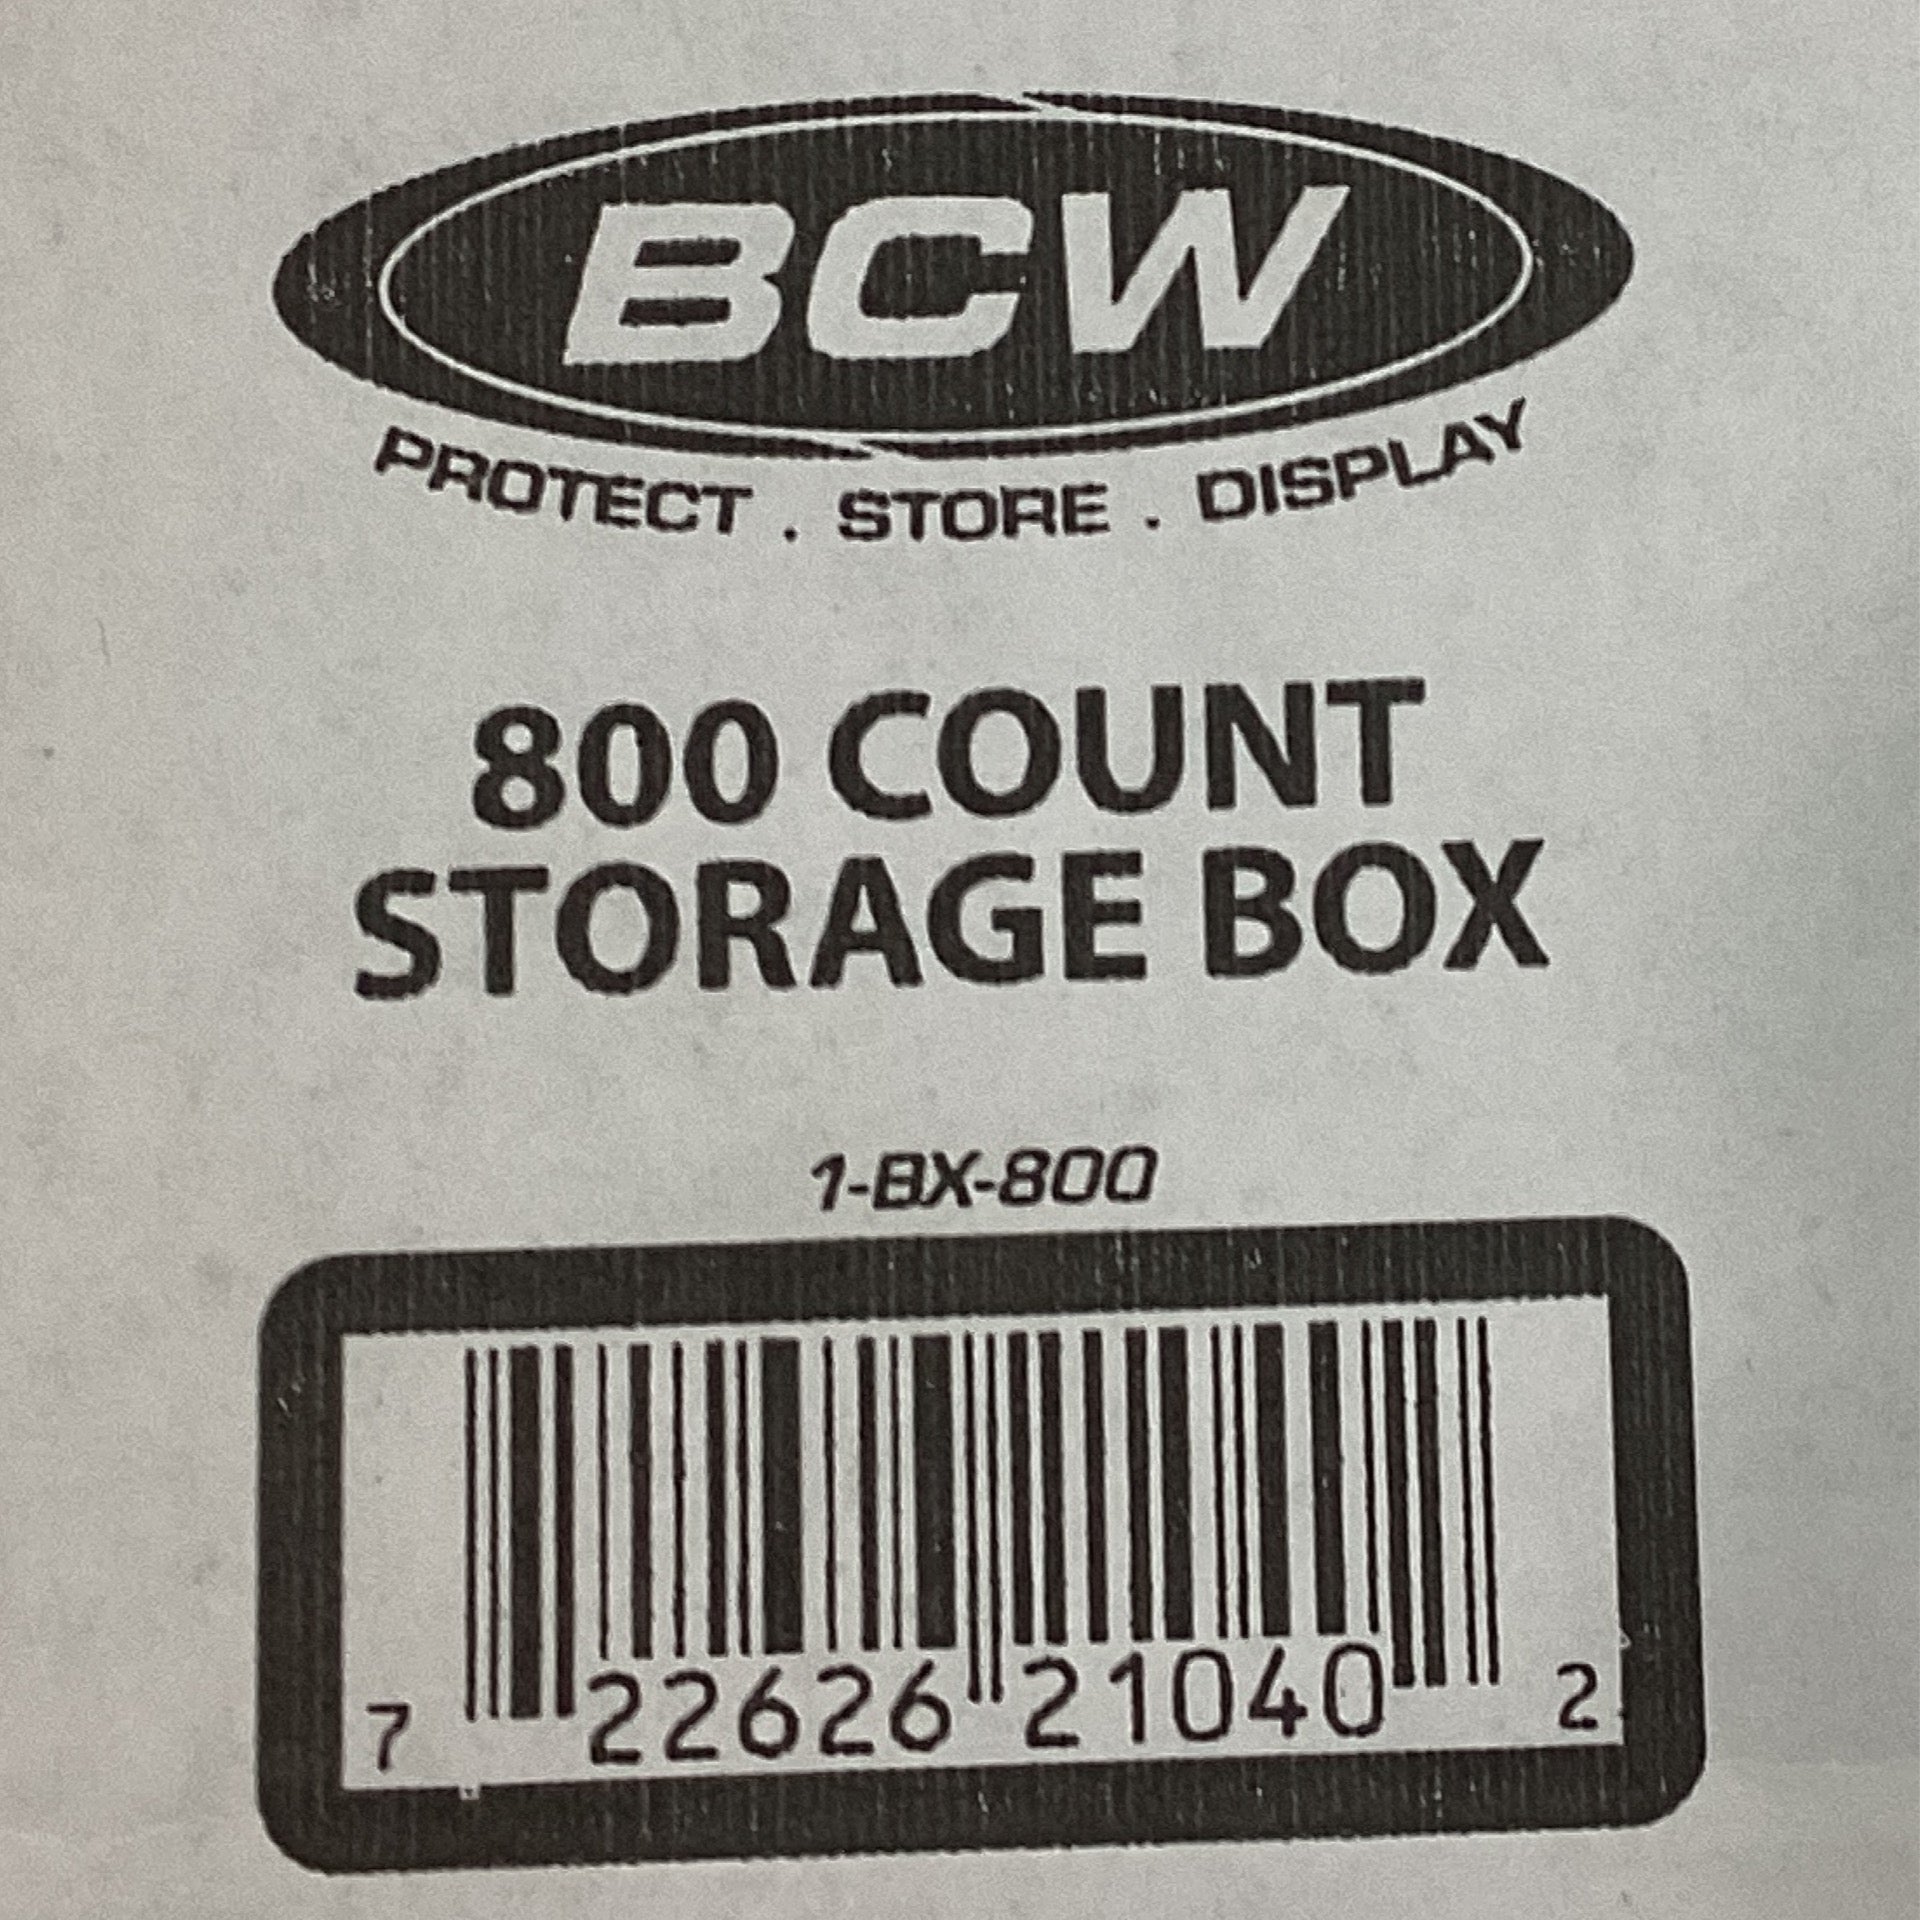 BCW
PROTECT . STORE . DISPLAY
800 COUNT
STORAGE BOX
1-BX-800
7 22626 21040 2